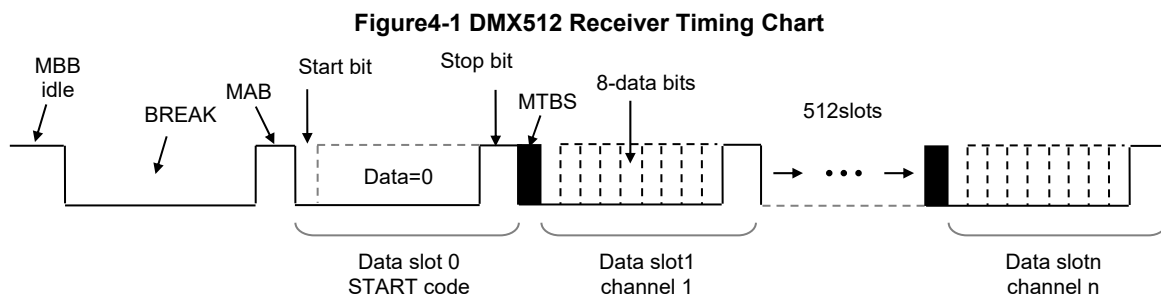 Figure4-1 DMX512 Receiver Timing Chart
MBB
idle
BREAK
MAB
Start bit
Stop bit
MTBS
8-data bits
512slots
Data=0
Data slot 0
START code
Data slot1
channel 1
Data slotn
channel n